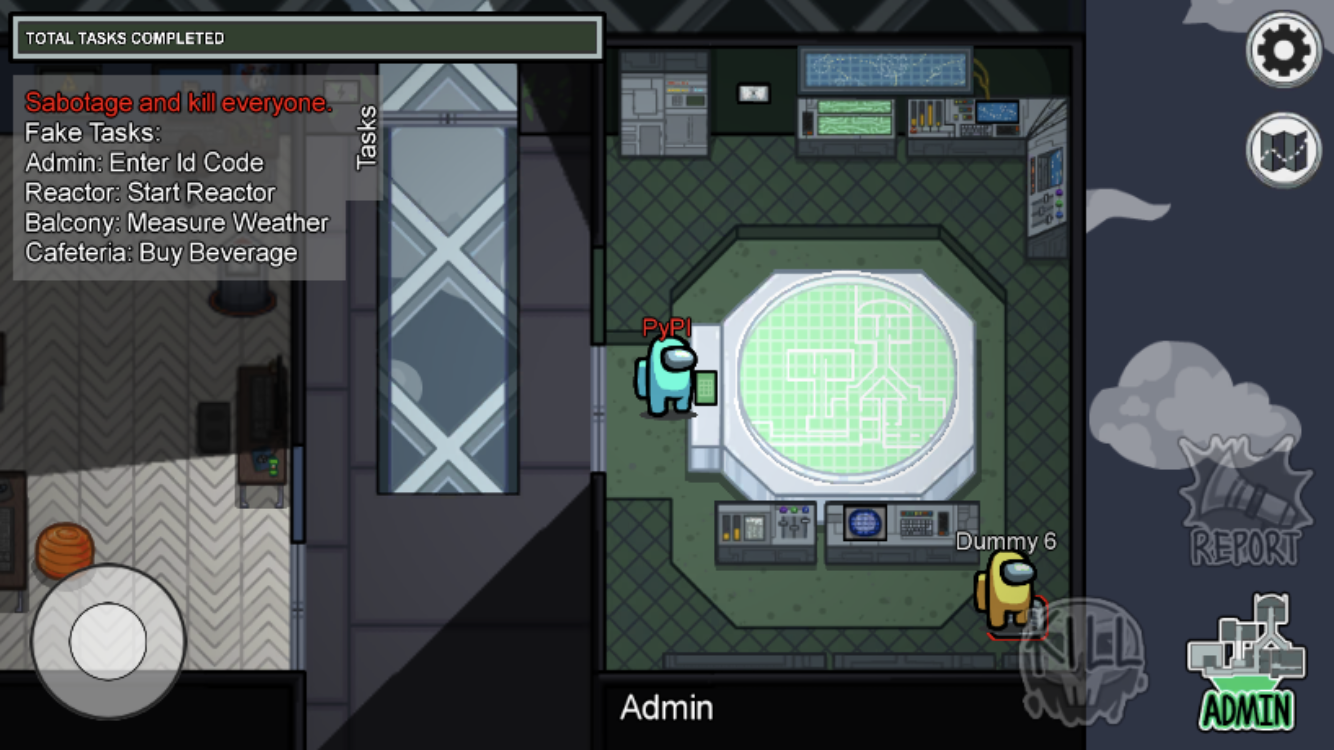 TOTAL TASKS COMPLETED
Sabotage and kill everyone.
Fake Tasks:
Admin: Enter Id Code
Reactor: Start Reactor
Balcony: Measure Weather
Cafeteria: Buy Beverage
Tasks
PyPI
Dummy 6
REPORT
KILL
ADMIN
Admin